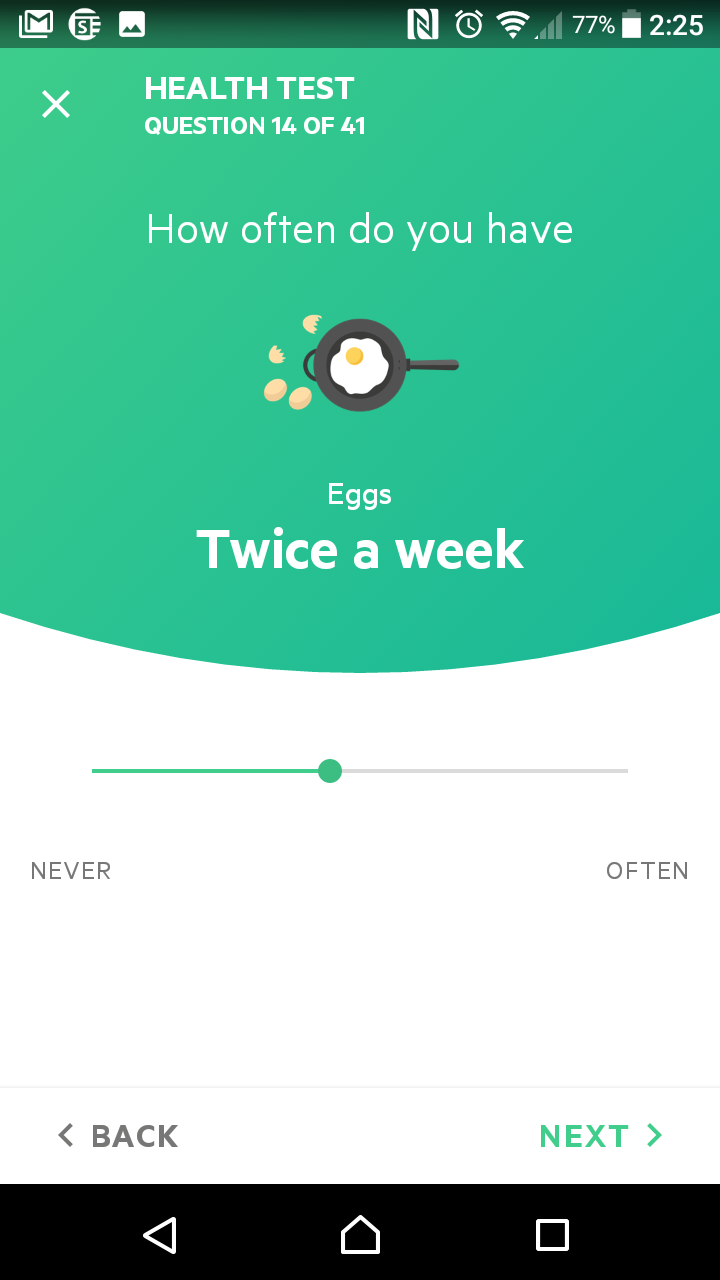 77% 2:25
HEALTH TEST
QUESTION 14 OF 41
How often do you have
Eggs
Twice a week
NEVER OFTEN
BACK NEXT